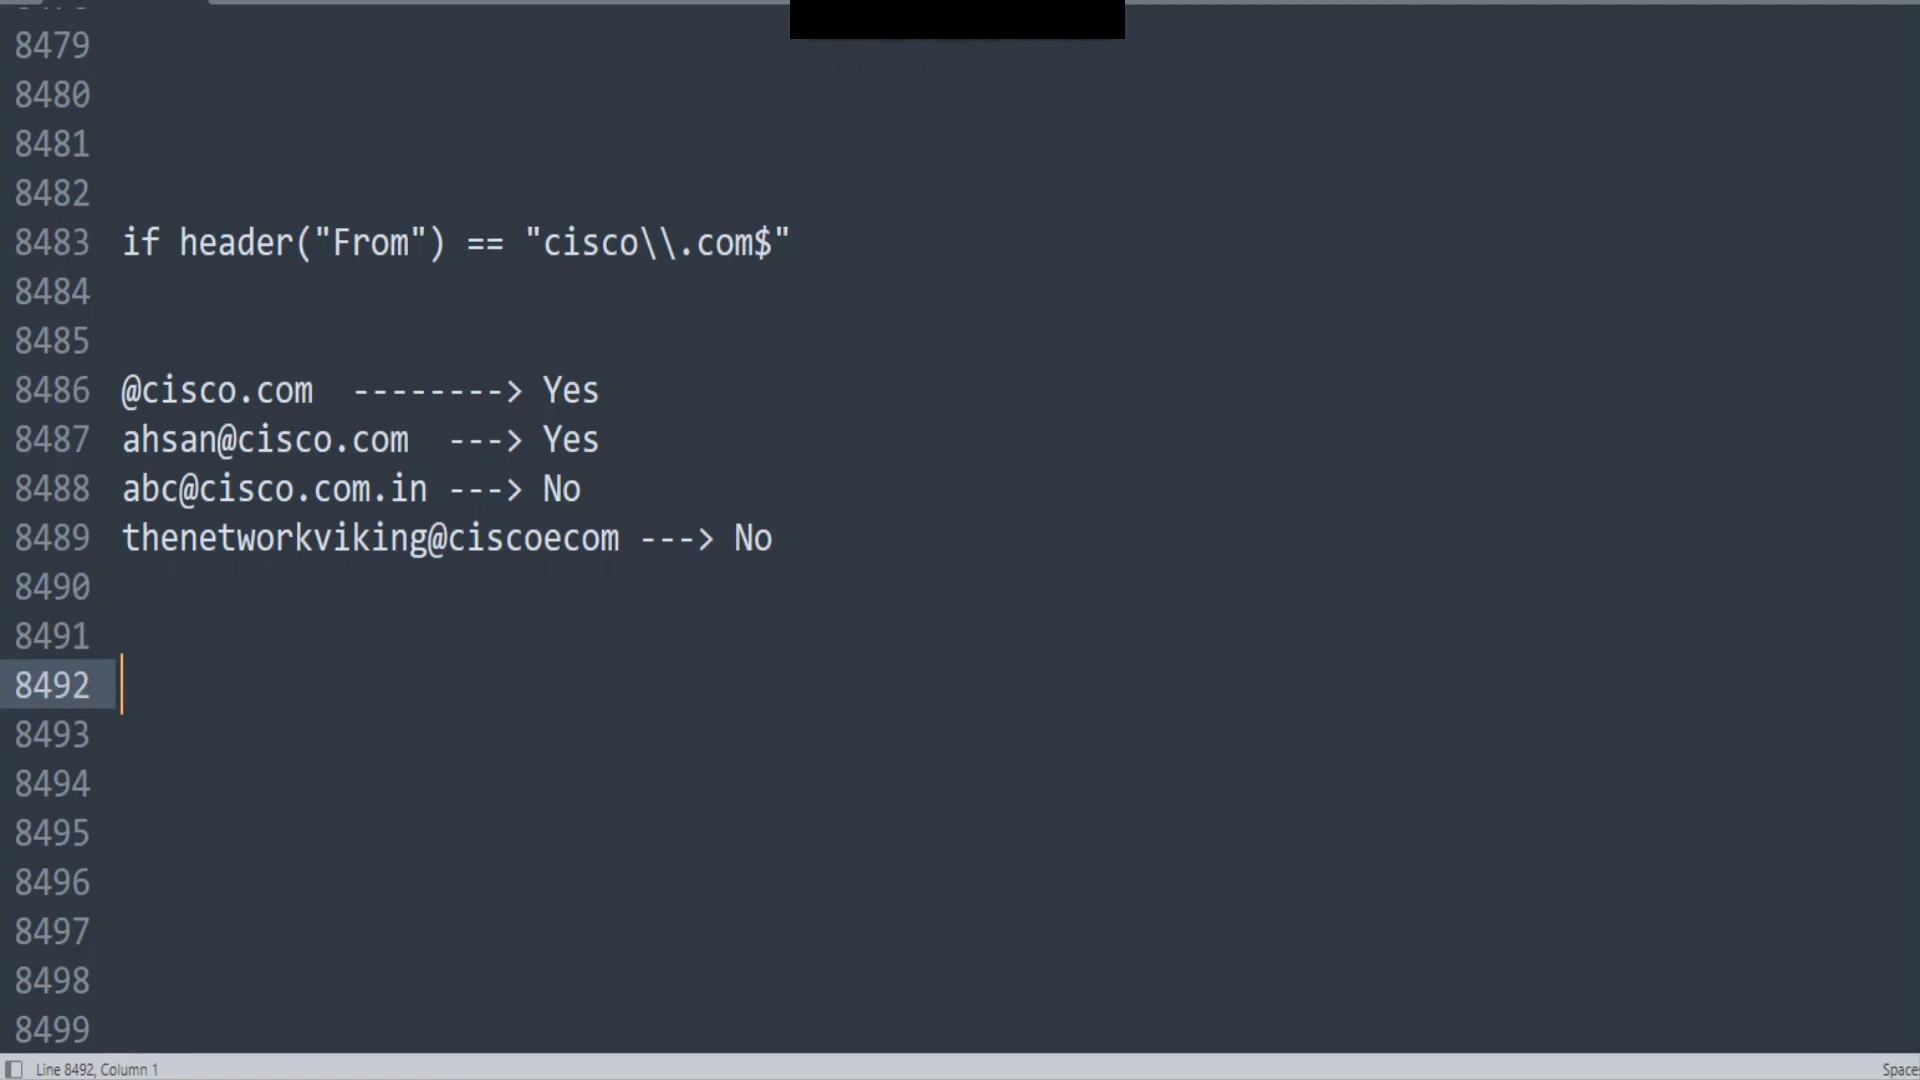 8479
8480
8481
8482
8483 if header("From") == "cisco\\.com$"
8484
8485
8486 @cisco.com  --------> Yes
8487 ahsan@cisco.com  ---> Yes
8488 abc@cisco.com.in ---> No
8489 thenetworkviking@ciscoecom ---> No
8490
8491
8492
8493
8494
8495
8496
8497
8498
8499
Line 8492, Column 1